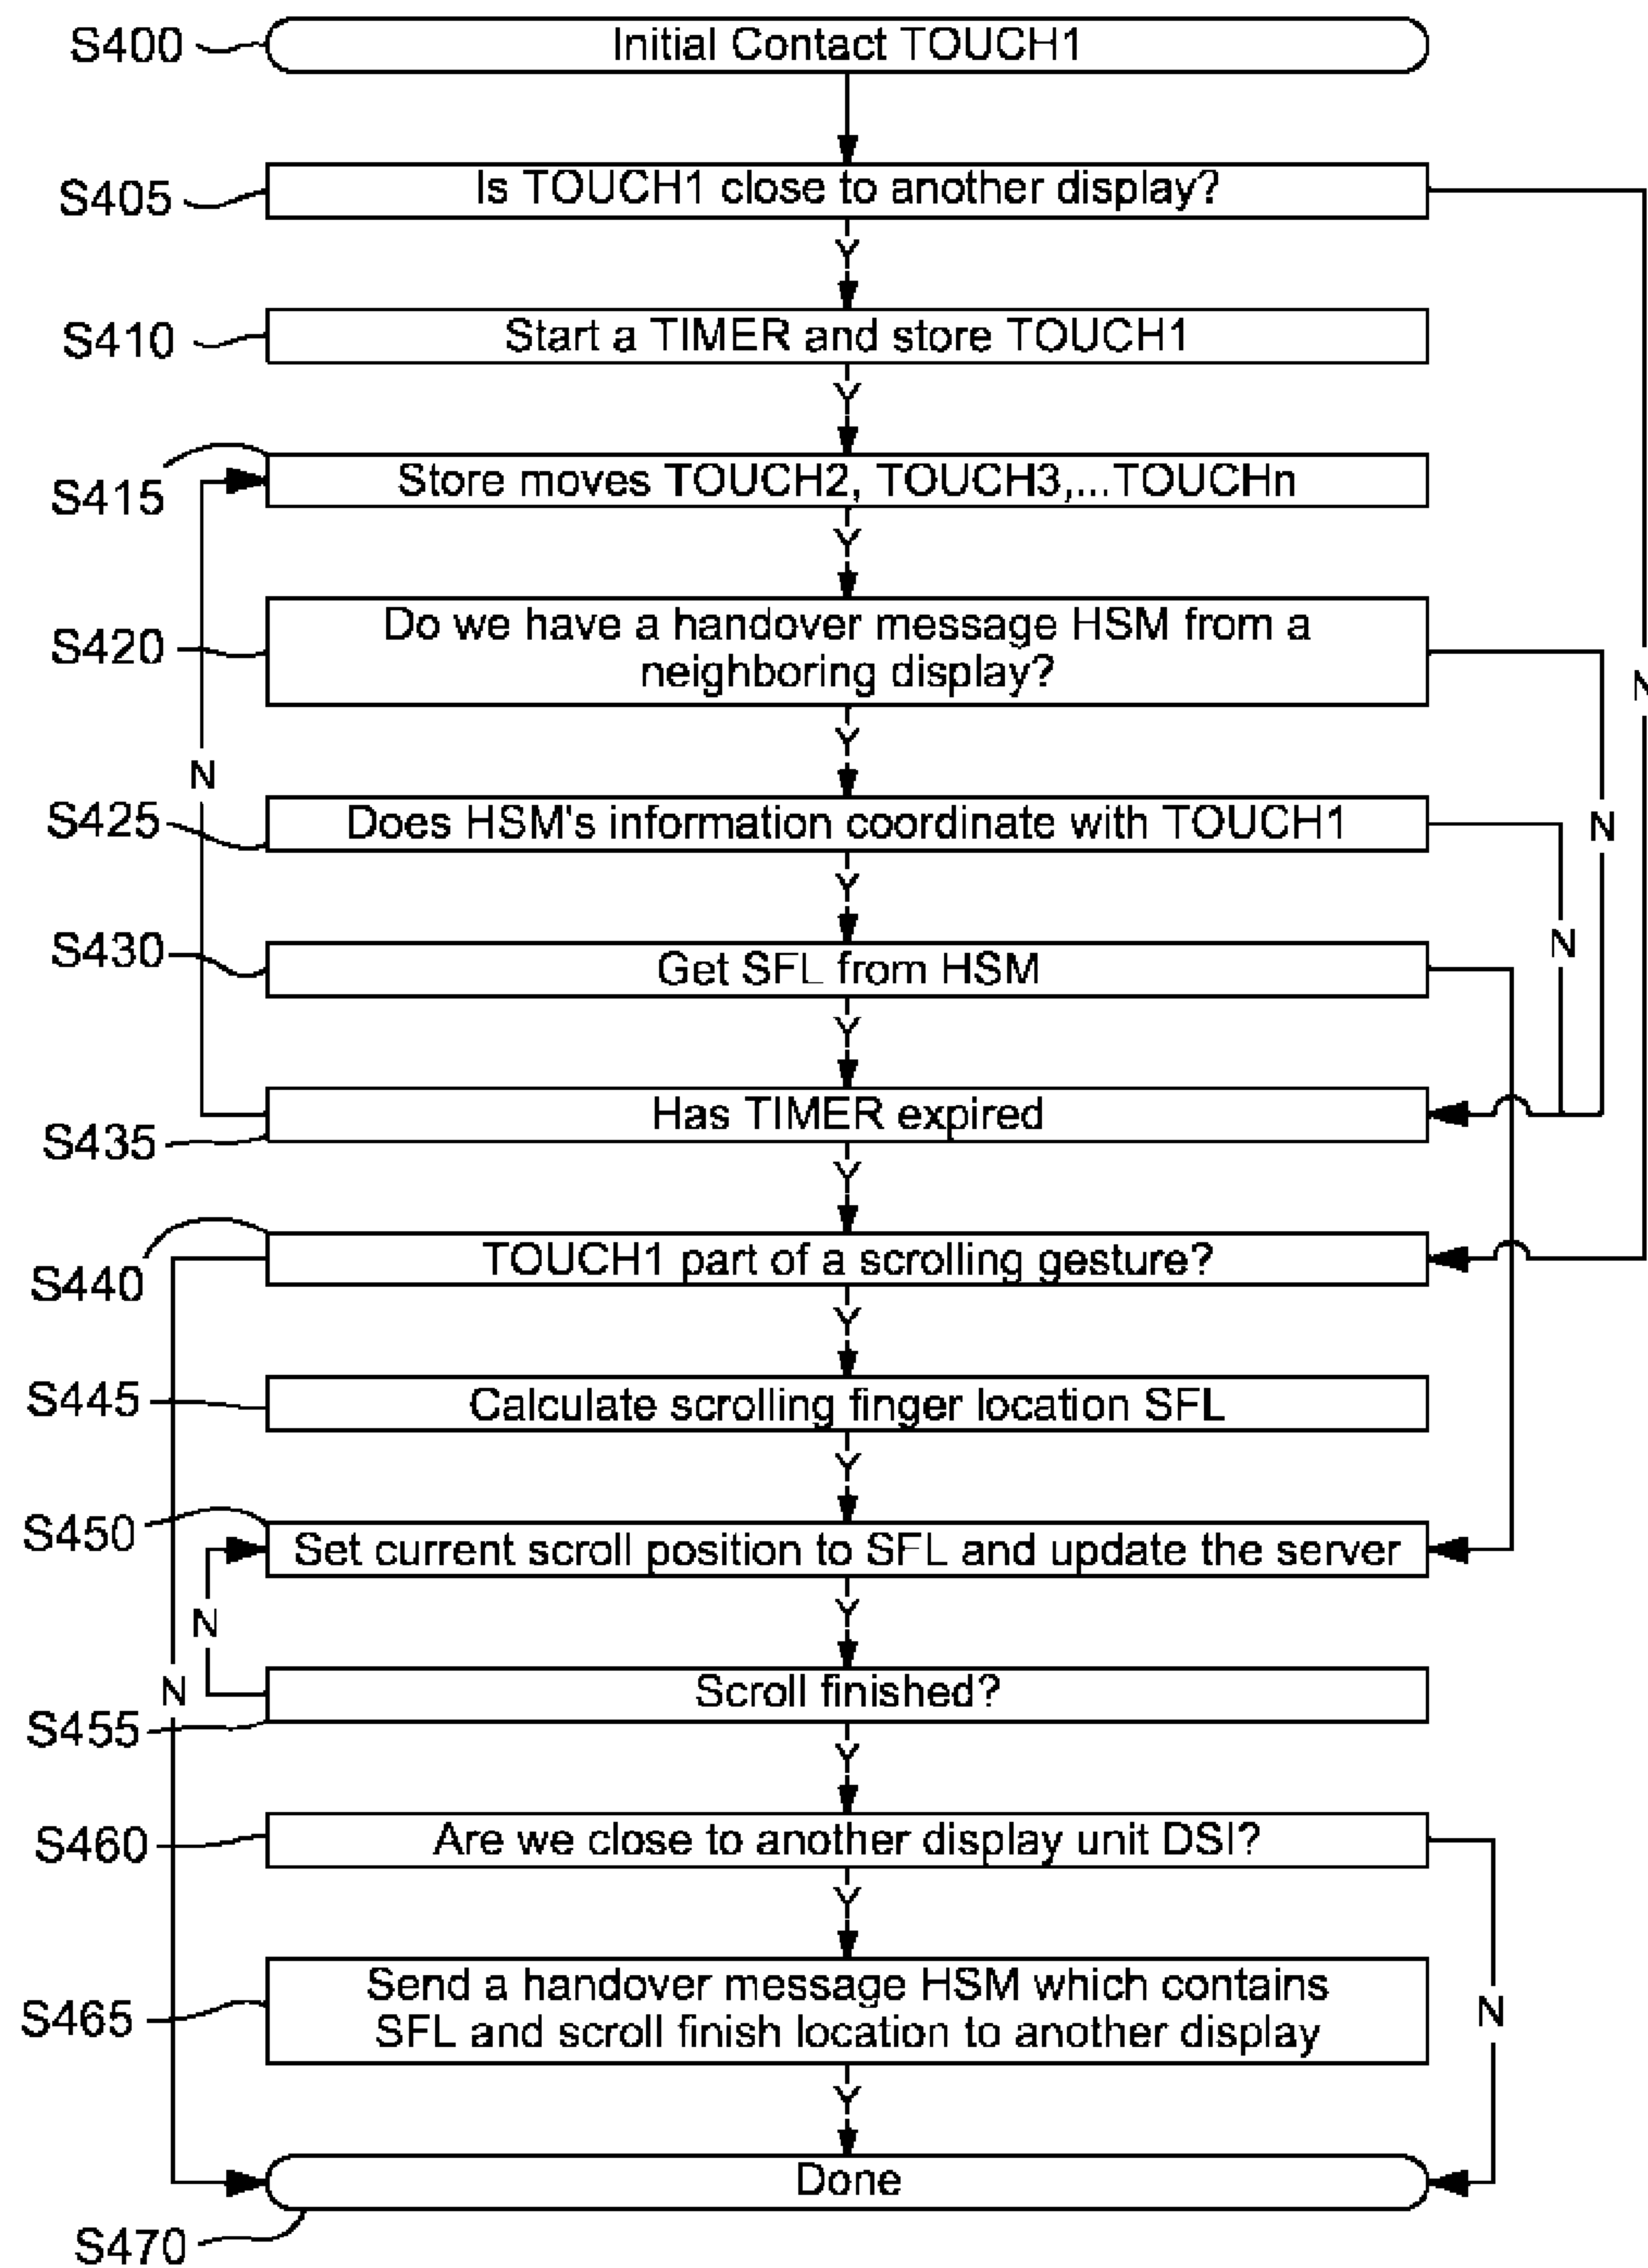 S400
Initial Contact TOUCH1
S405
Is TOUCH1 close to another display?
N
Y
S410
Start a TIMER and store TOUCH1
Y
S415
Store moves TOUCH2, TOUCH3,...TOUCHn
Y
S420
Do we have a handover message HSM from a
neighboring display?
N
Y
N
S425
Does HSM's information coordinate with TOUCH1
N
Y
S430
Get SFL from HSM
Y
S435
Has TIMER expired
N
Y
S440
TOUCH1 part of a scrolling gesture?
Y
S445
Calculate scrolling finger location SFL
Y
S450
Set current scroll position to SFL and update the server
Y
N
N
S455
Scroll finished?
Y
S460
Are we close to another display unit DSI?
Y
S465
Send a handover message HSM which contains
SFL and scroll finish location to another display
N
Y
Done
S470